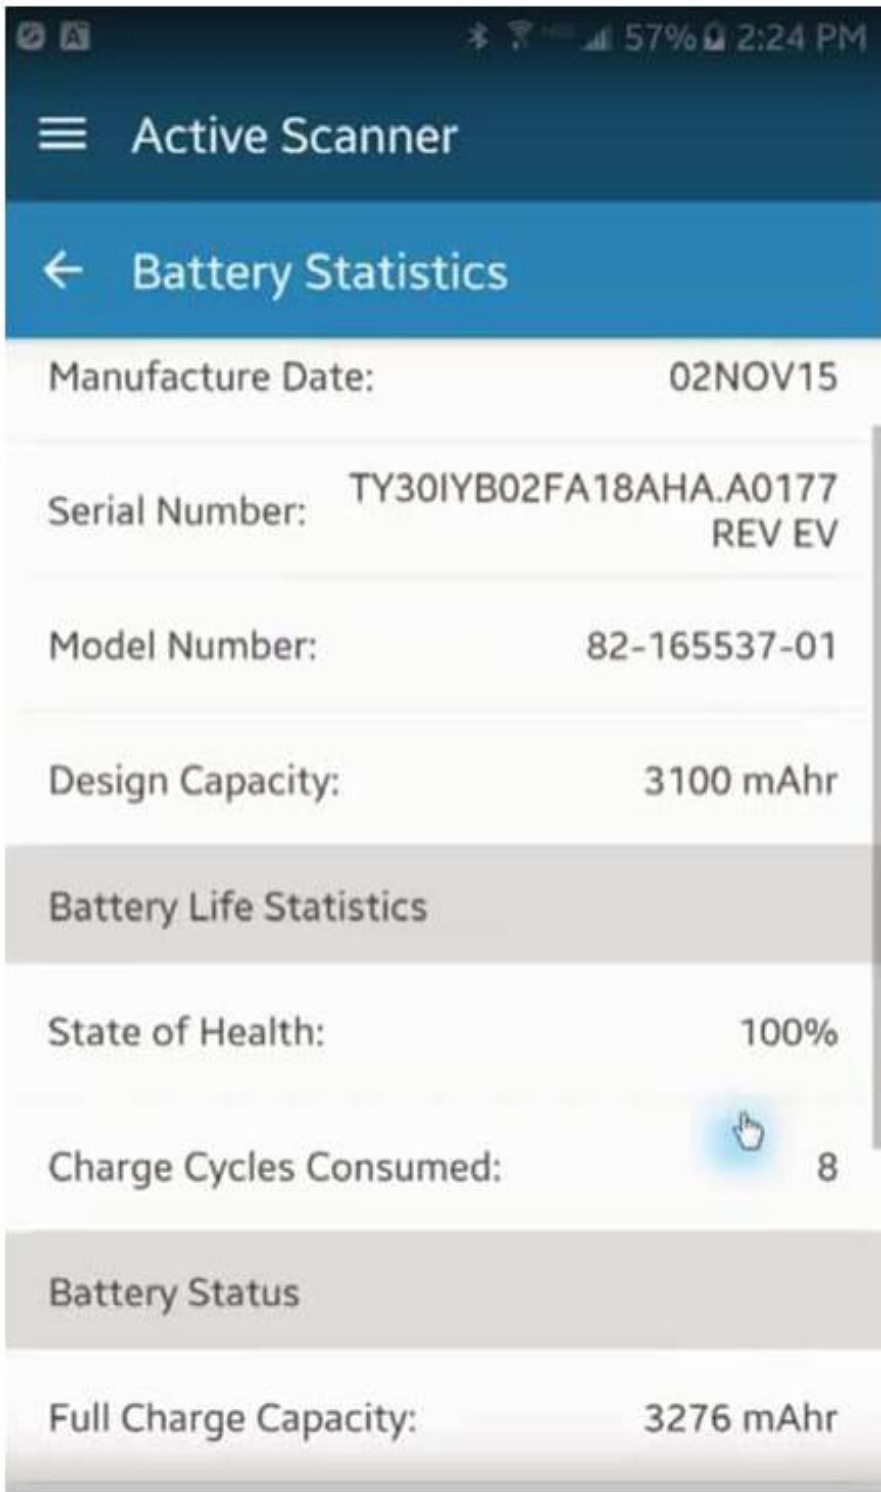 57% 2:24 PM
Active Scanner
Battery Statistics
Manufacture Date: 02NOV15
Serial Number: TY30IYB02FA18AHA.A0177
REV EV
Model Number: 82-165537-01
Design Capacity: 3100 mAhr
Battery Life Statistics
State of Health: 100%
Charge Cycles Consumed: 8
Battery Status
Full Charge Capacity: 3276 mAhr